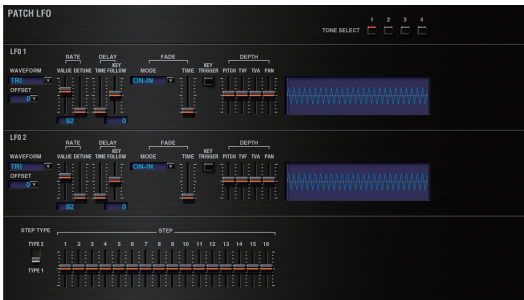 PATCH LFO
1 2 3 4
TONE SELECT
LFO 1
RATE DELAY FADE DEPTH
KEY KEY
WAVEFORM VALUE DETUNE TIME FOLLOW MODE TIME TRIGGER PITCH TVF TVA PAN
TRI ON-IN
OFFSET
0
92 0
LFO 2
RATE DELAY FADE DEPTH
KEY KEY
WAVEFORM VALUE DETUNE TIME FOLLOW MODE TIME TRIGGER PITCH TVF TVA PAN
TRI ON-IN
OFFSET
0
92 0
STEP TYPE STEP
TYPE 2 1 2 3 4 5 6 7 8 9 10 11 12 13 14 15 16
TYPE 1